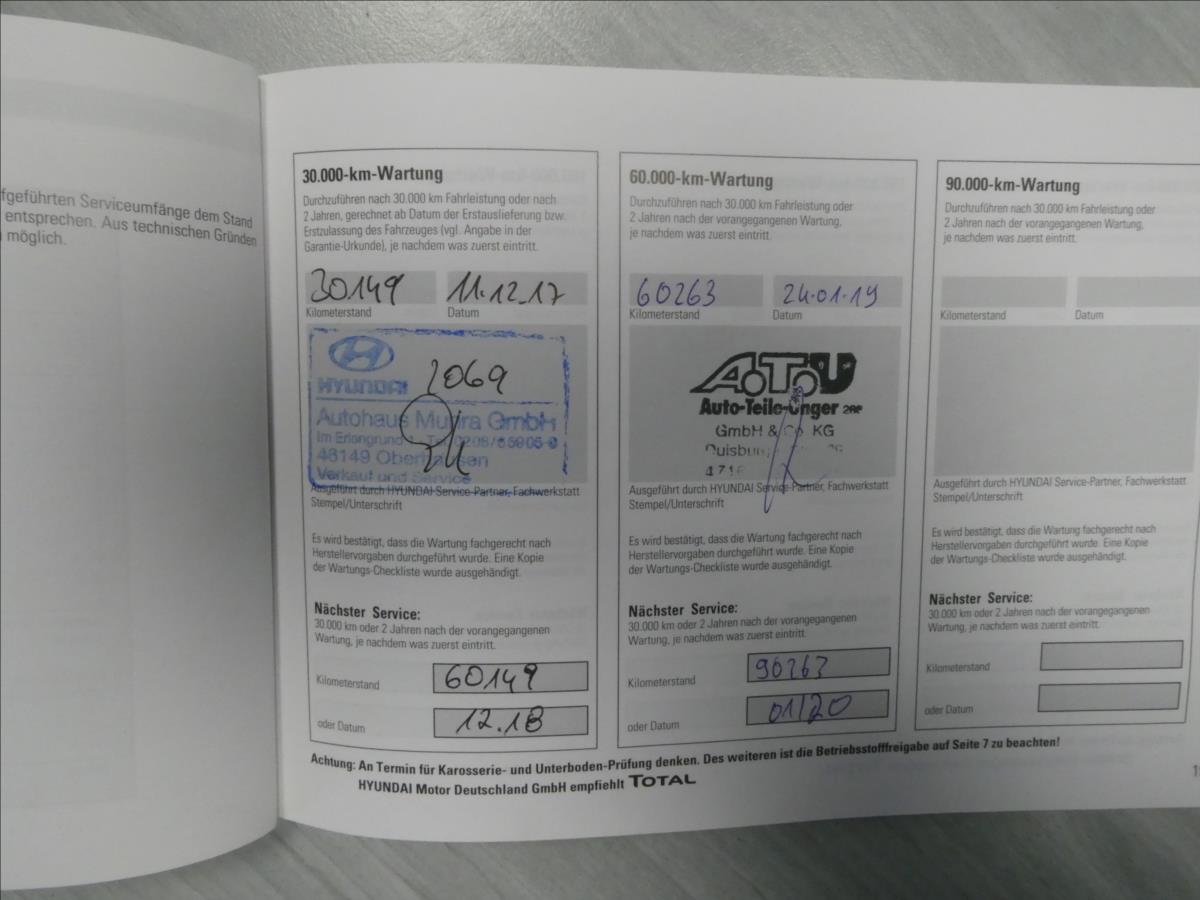 fgeführten Serviceumfänge dem Stand
entsprechen. Aus technischen Gründen
möglich.
30.000-km-Wartung
Durchzuführen nach 30.000 km Fahrleistung oder nach
2 Jahren, gerechnet ab Datum der Erstauslieferung bzw.
Erstzulassung des Fahrzeuges (vgl. Angabe in der
Garantie-Urkunde), je nachdem was zuerst eintritt.
30149 11.12.17
Kilometerstand Datum
HYUNDAI 2069
Autohaus GmbH
Im Erlengrund
46149 Oberhausen
Verkauf und Service
Ausgeführt durch HYUNDAI Service-Partner, Fachwerkstatt
Stempel/Unterschrift
Es wird bestätigt, dass die Wartung fachgerecht nach
Herstellervorgaben durchgeführt wurde. Eine Kopie
der Wartungs-Checkliste wurde ausgehändigt.
Nächster Service:
30.000 km oder 2 Jahren nach der vorangegangenen
Wartung, je nachdem was zuerst eintritt.
Kilometerstand 60149
oder Datum 12.18
60.000-km-Wartung
Durchzuführen nach 30.000 km Fahrleistung oder
2 Jahren nach der vorangegangenen Wartung,
je nachdem was zuerst eintritt.
60263 24.01.19
Kilometerstand Datum
A.T.U
Auto-Teile-Unger
GmbH & Co. KG
Duisburg
Ausgeführt durch HYUNDAI Service-Partner, Fachwerkstatt
Stempel/Unterschrift
Es wird bestätigt, dass die Wartung fachgerecht nach
Herstellervorgaben durchgeführt wurde. Eine Kopie
der Wartungs-Checkliste wurde ausgehändigt.
Nächster Service:
30.000 km oder 2 Jahren nach der vorangegangenen
Wartung, je nachdem was zuerst eintritt.
Kilometerstand 90263
oder Datum 01/20
90.000-km-Wartung
Durchzuführen nach 30.000 km Fahrleistung oder
2 Jahren nach der vorangegangenen Wartung,
je nachdem was zuerst eintritt.
Kilometerstand Datum
Ausgeführt durch HYUNDAI Service-Partner, Fachwerkstatt
Stempel/Unterschrift
Es wird bestätigt, dass die Wartung fachgerecht nach
Herstellervorgaben durchgeführt wurde. Eine Kopie
der Wartungs-Checkliste wurde ausgehändigt.
Nächster Service:
30.000 km oder 2 Jahren nach der vorangegangenen
Wartung, je nachdem was zuerst eintritt.
Kilometerstand
oder Datum
Achtung: An Termin für Karosserie- und Unterboden-Prüfung denken. Des weiteren ist die Betriebsstofffreigabe auf Seite 7 zu beachten!
HYUNDAI Motor Deutschland GmbH empfiehlt TOTAL